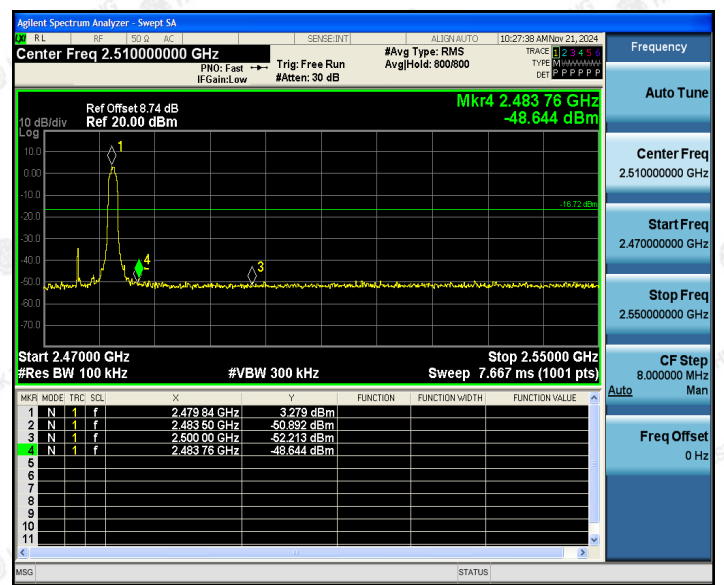 Agilent Spectrum Analyzer - Swept SA
LXI RL RF 50 Ω AC SENSE:INT ALIGN AUTO 10:27:38 AM Nov 21, 2024
Center Freq 2.510000000 GHz
PNO: Fast
IFGain:Low
Trig: Free Run
#Atten: 30 dB
#Avg Type: RMS
Avg|Hold: 800/800
TRACE 1 2 3 4 5 6
TYPE M W W W W W
DET P P P P P P
Ref Offset 8.74 dB
10 dB/div Ref 20.00 dBm
Log
Mkr4 2.483 76 GHz
-48.644 dBm
10.0
0.00
-10.0
-20.0
-30.0
-40.0
-50.0
-60.0
-70.0
1
4
3
-16.72 dBm
Start 2.47000 GHz Stop 2.55000 GHz
#Res BW 100 kHz #VBW 300 kHz Sweep 7.667 ms (1001 pts)
MKR MODE TRC SCL X Y FUNCTION FUNCTION WIDTH FUNCTION VALUE
1 N 1 f 2.479 84 GHz 3.279 dBm
2 N 1 f 2.483 50 GHz -50.892 dBm
3 N 1 f 2.500 00 GHz -52.213 dBm
4 N 1 f 2.483 76 GHz -48.644 dBm
5
6
7
8
9
10
11
MSG STATUS
Frequency
Auto Tune
Center Freq
2.510000000 GHz
Start Freq
2.470000000 GHz
Stop Freq
2.550000000 GHz
CF Step
8.000000 MHz
Auto Man
Freq Offset
0 Hz